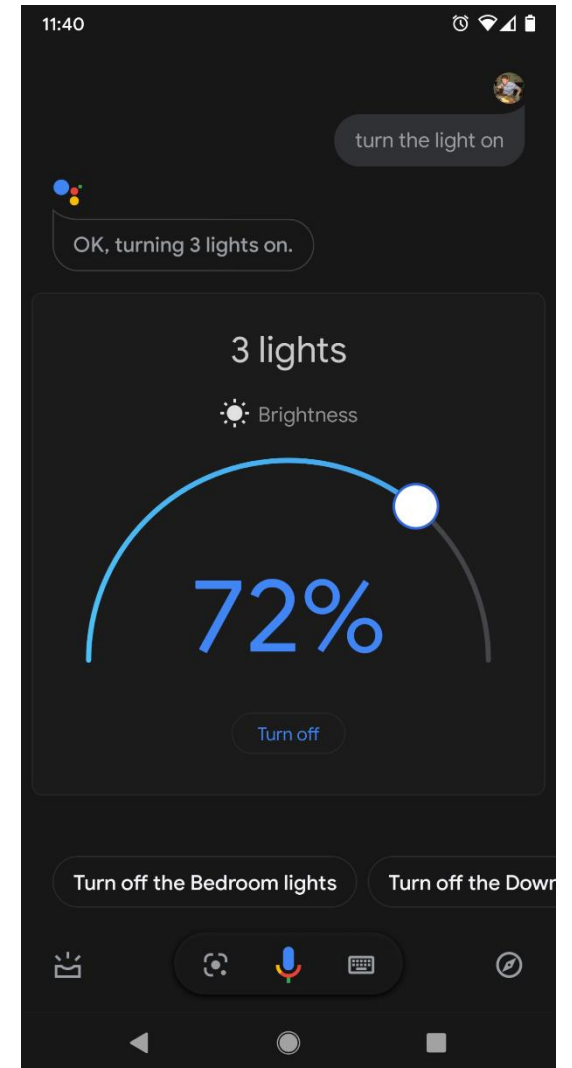 11:40
turn the light on
OK, turning 3 lights on.
3 lights
Brightness
72%
Turn off
Turn off the Bedroom lights
Turn off the Dowr